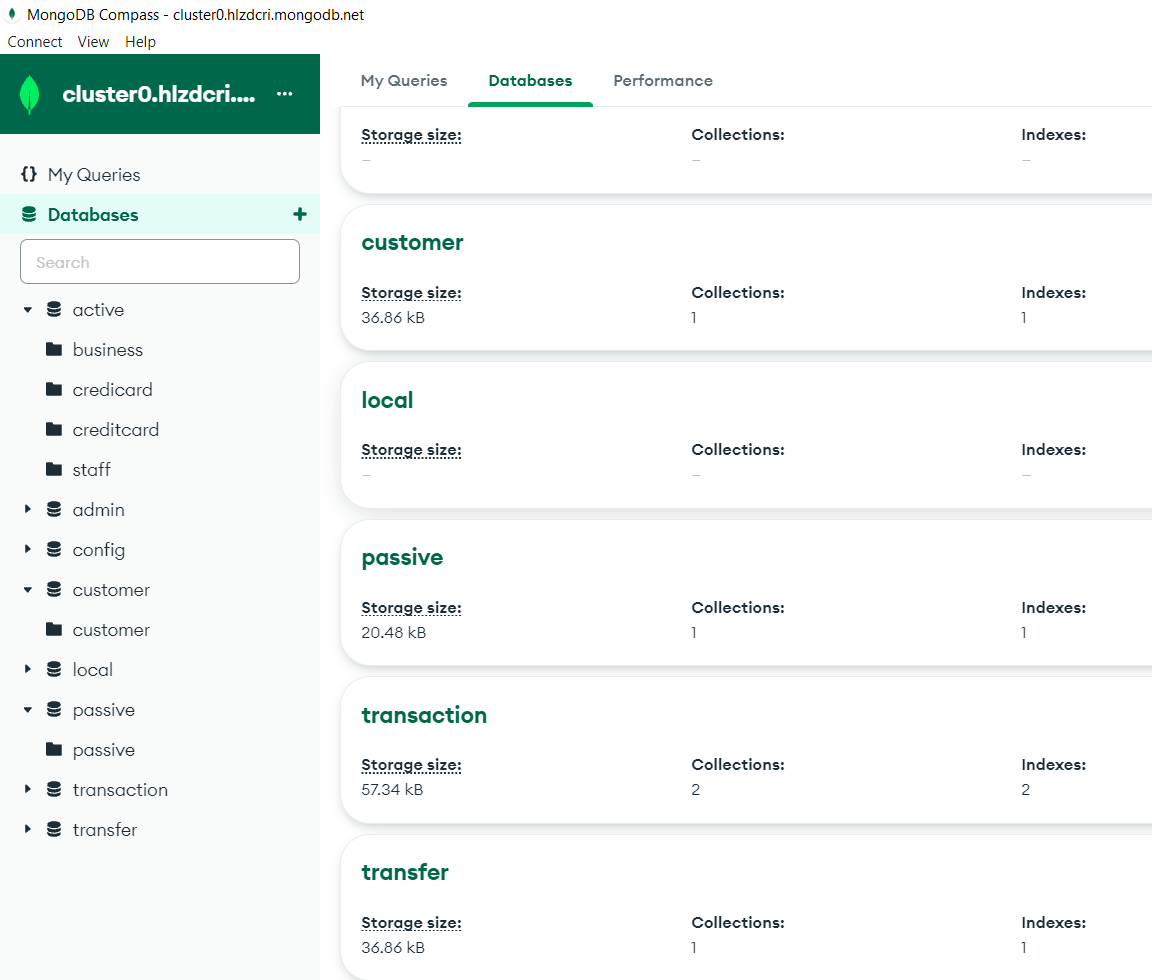 MongoDB Compass - cluster0.hlzdcri.mongodb.net
Connect View Help
cluster0.hlzdcri....
My Queries
Databases
Search
active
business
credicard
creditcard
staff
admin
config
customer
customer
local
passive
passive
transaction
transfer
My Queries Databases Performance
Storage size: Collections: Indexes:
– – –
customer
Storage size: Collections: Indexes:
36.86 kB 1 1
local
Storage size: Collections: Indexes:
– – –
passive
Storage size: Collections: Indexes:
20.48 kB 1 1
transaction
Storage size: Collections: Indexes:
57.34 kB 2 2
transfer
Storage size: Collections: Indexes:
36.86 kB 1 1